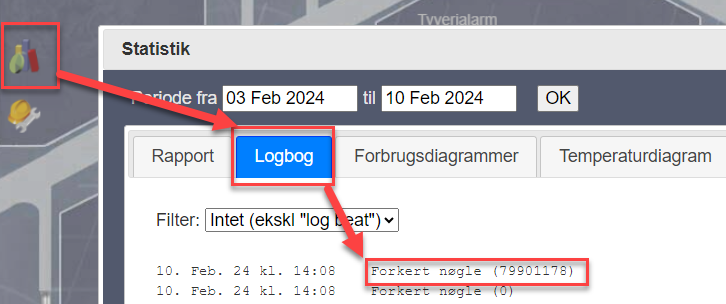 Tyverialarm
Statistik
Periode fra 03 Feb 2024 til 10 Feb 2024 OK
Rapport Logbog Forbrugsdiagrammer Temperaturdiagram
Filter: Intet (ekskl "log beat")
10. Feb. 24 kl. 14:08 Forkert nøgle (79901178)
10. Feb. 24 kl. 14:08 Forkert nøgle (0)